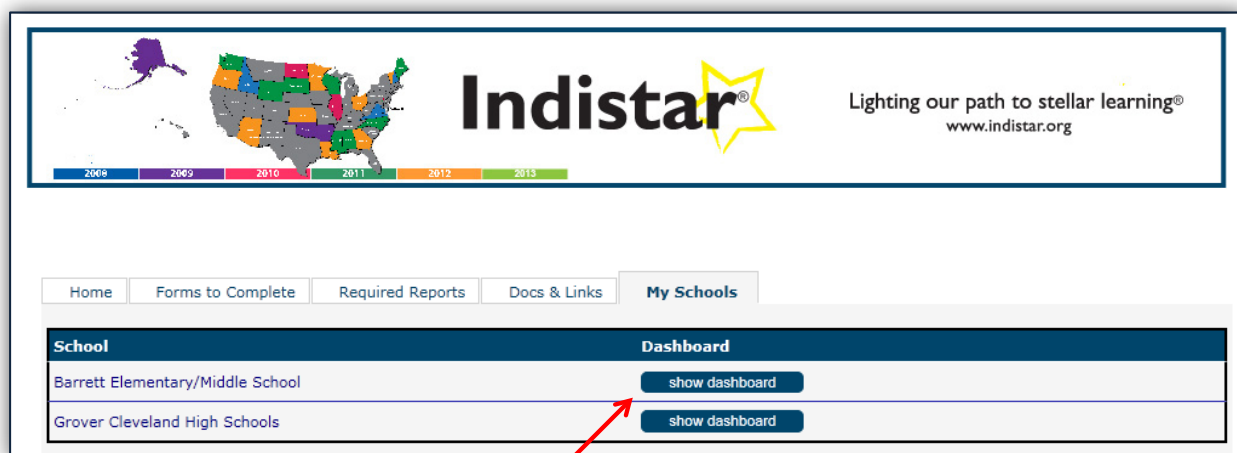 Indistar®
Lighting our path to stellar learning®
www.indistar.org
2008 2009 2010 2011 2012 2013
Home Forms to Complete Required Reports Docs & Links My Schools
School Dashboard
Barrett Elementary/Middle School show dashboard
Grover Cleveland High Schools show dashboard